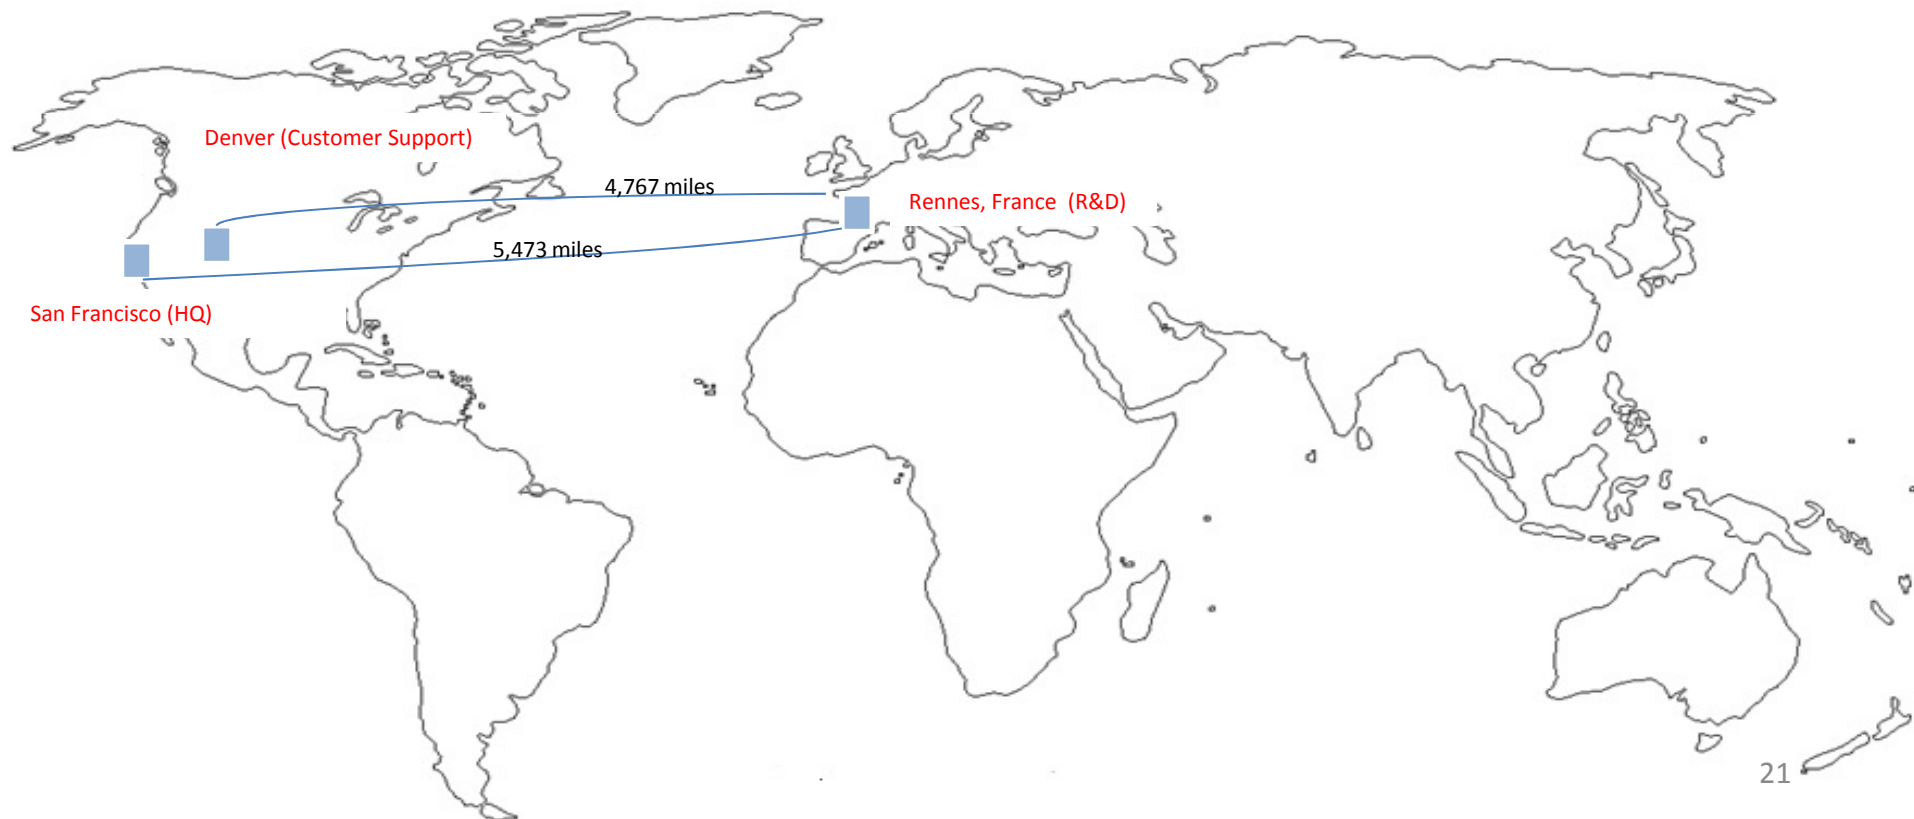 Denver (Customer Support)
4,767 miles
Rennes, France  (R&D)
5,473 miles
San Francisco (HQ)
21